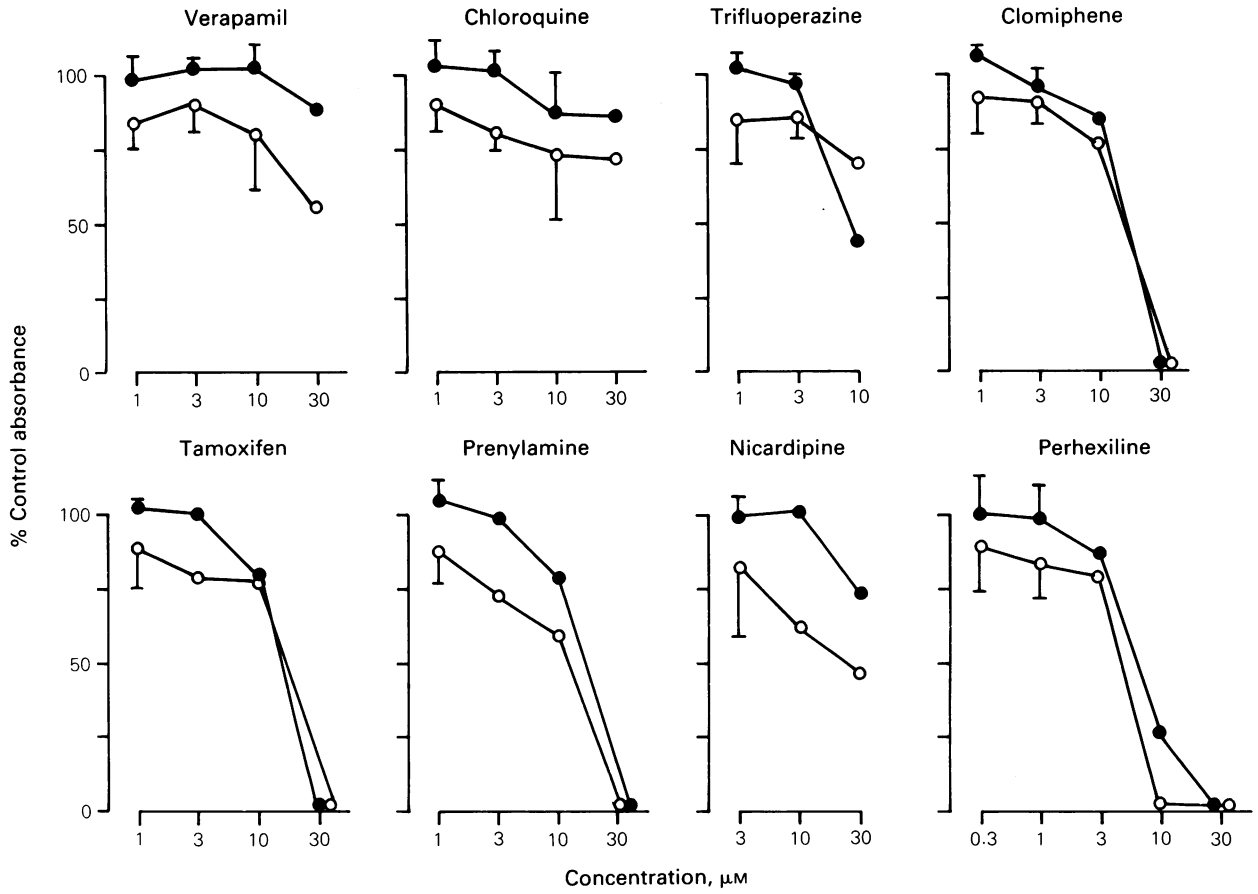 Verapamil Chloroquine Trifluoperazine Clomiphene
100
50
0
1 3 10 30 1 3 10 30 1 3 10 1 3 10 30
% Control absorbance
Tamoxifen Prenylamine Nicardipine Perhexiline
100
50
0
1 3 10 30 1 3 10 30 3 10 30 0.3 1 3 10 30
Concentration, μM